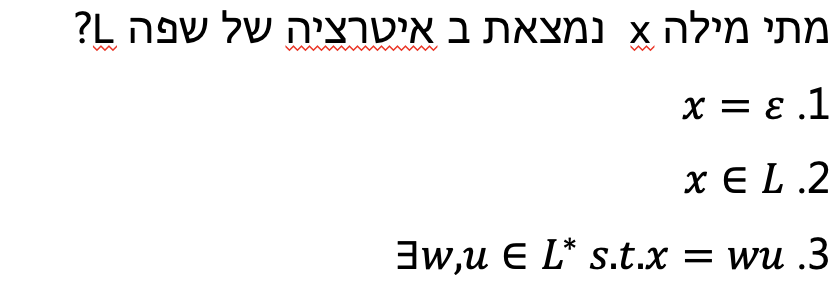 מתי מילה x נמצאת ב איטרציה של שפה L?
1. x = ε
2. x ∈ L
3. ∃w,u ∈ L* s.t.x = wu